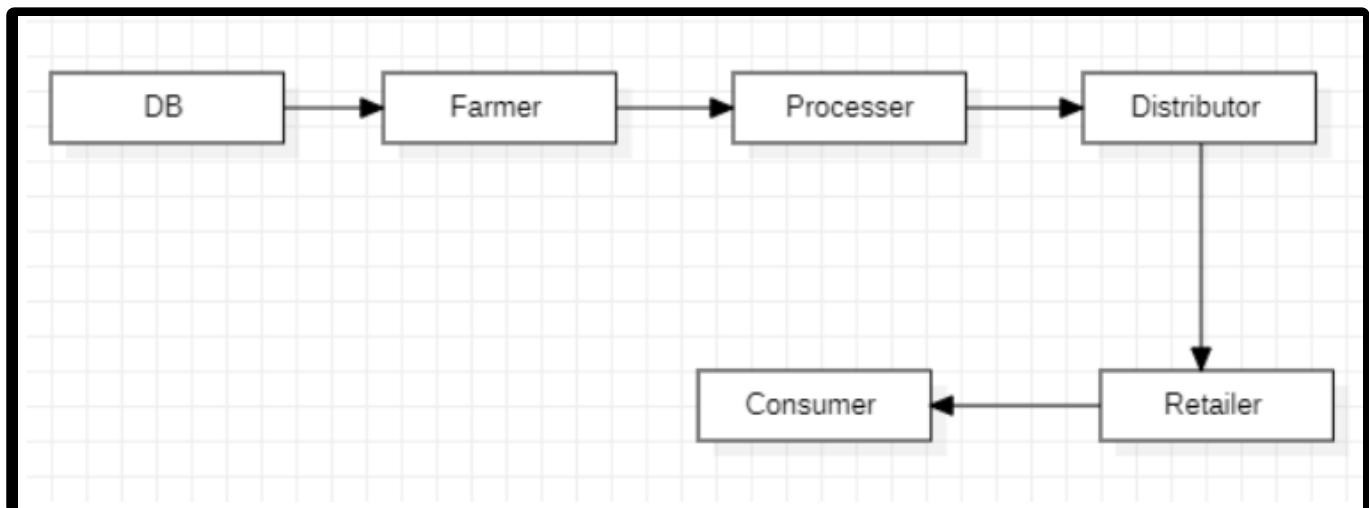 DB
Farmer
Processer
Distributor
Consumer
Retailer